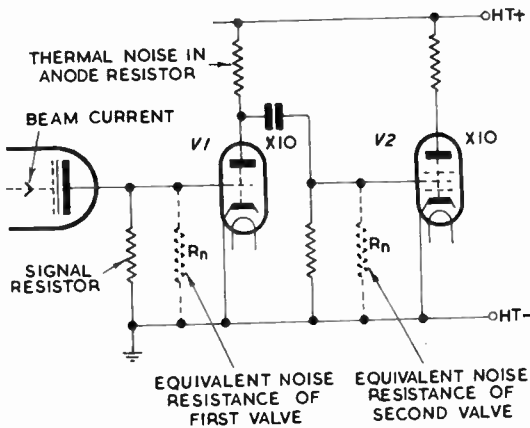 HT+
THERMAL NOISE IN
ANODE RESISTOR
BEAM CURRENT
V1
X10
V2
X10
Rn
Rn
SIGNAL
RESISTOR
HT-
EQUIVALENT NOISE
RESISTANCE OF
FIRST VALVE
EQUIVALENT NOISE
RESISTANCE OF
SECOND VALVE